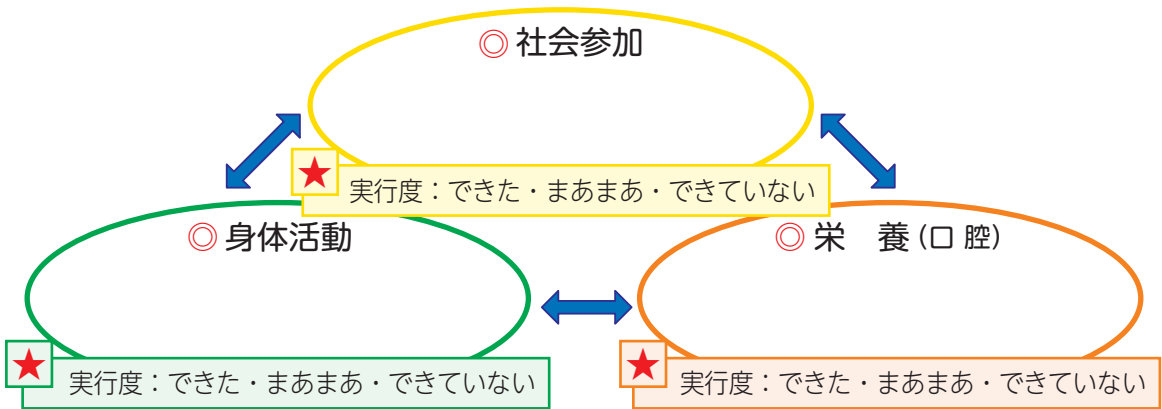 ◎ 社会参加
★ 実行度：できた・まあまあ・できていない
◎ 身体活動
★ 実行度：できた・まあまあ・できていない
◎ 栄　養（口 腔）
★ 実行度：できた・まあまあ・できていない